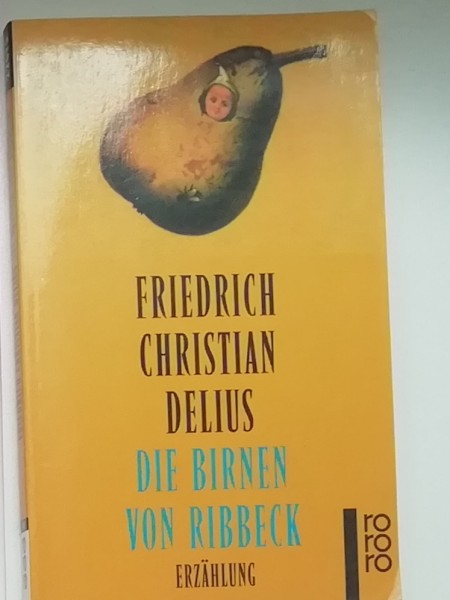 FRIEDRICH
CHRISTIAN
DELIUS
DIE BIRNEN
VON RIBBECK
ERZÄHLUNG
ro
ro
ro